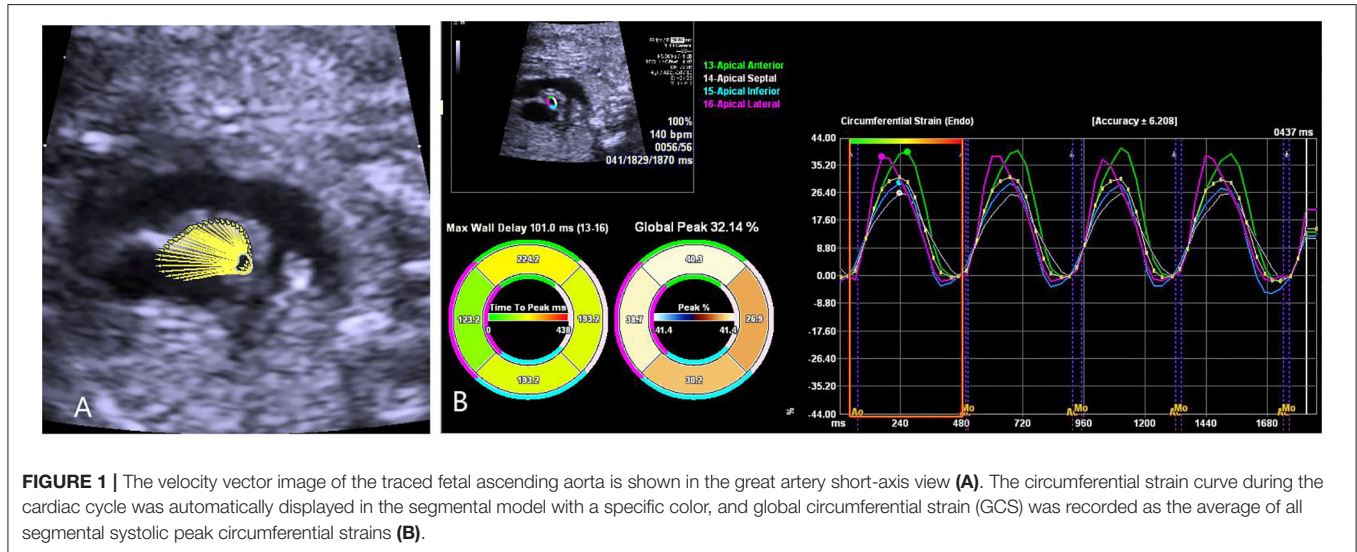 A
13-Apical Anterior
14-Apical Septal
15-Apical Inferior
16-Apical Lateral
100%
140 bpm
0056/56
041/1829/1870 ms
Max Wall Delay 101.0 ms (13-16)
Global Peak 32.14 %
224.2
123.2
193.2
193.2
Time To Peak ms
0
438
40.3
38.7
26.9
30.2
Peak %
-41.4
41.4
B
Circumferential Strain (Endo)
[Accuracy ± 6.208]
0437 ms
44.00
35.20
26.40
17.60
8.80
0.00
-8.80
-17.60
-26.40
-35.20
-44.00
%
Ao
Mo
Mo
Mo
Mo
ms
240
480
720
960
1200
1440
1680
FIGURE 1 | The velocity vector image of the traced fetal ascending aorta is shown in the great artery short-axis view (A). The circumferential strain curve during the
cardiac cycle was automatically displayed in the segmental model with a specific color, and global circumferential strain (GCS) was recorded as the average of all
segmental systolic peak circumferential strains (B).